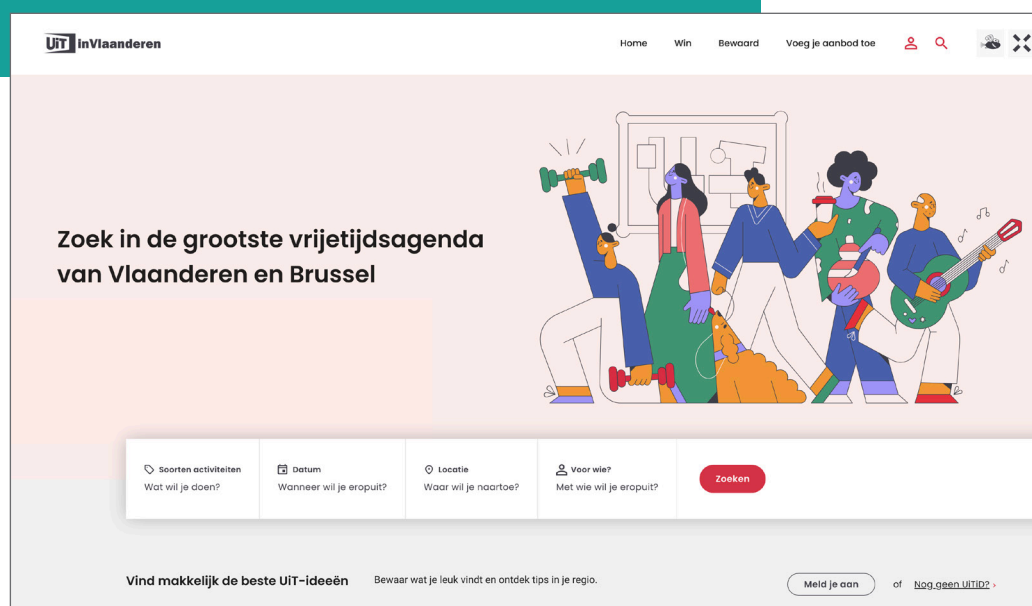 UiT inVlaanderen
Home Win Bewaard Voeg je aanbod toe
Zoek in de grootste vrijetijdsagenda
van Vlaanderen en Brussel
UiT
Soorten activiteiten
Wat wil je doen?
Datum
Wanneer wil je eropuit?
Locatie
Waar wil je naartoe?
Voor wie?
Met wie wil je eropuit?
Zoeken
Vind makkelijk de beste UiT-ideeën Bewaar wat je leuk vindt en ontdek tips in je regio. Meld je aan of Nog geen UiTiD? ›